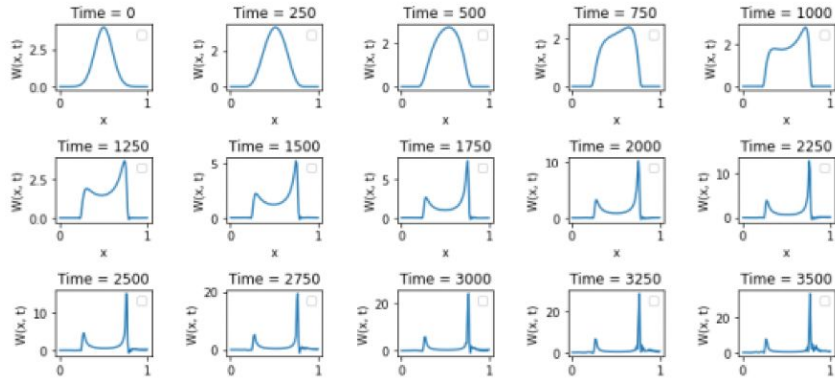 Time = 0 Time = 250 Time = 500 Time = 750 Time = 1000
W(x, t) 2.5 0.0 W(x, t) 2 0 W(x, t) 2 0 W(x, t) 2 0 W(x, t) 2 0
0 1 0 1 0 1 0 1 0 1
x x x x x
Time = 1250 Time = 1500 Time = 1750 Time = 2000 Time = 2250
W(x, t) 2.5 0.0 W(x, t) 5 0 W(x, t) 5 0 W(x, t) 10 5 0 W(x, t) 10 0
0 1 0 1 0 1 0 1 0 1
x x x x x
Time = 2500 Time = 2750 Time = 3000 Time = 3250 Time = 3500
W(x, t) 10 0 W(x, t) 20 10 0 W(x, t) 20 0 W(x, t) 20 0 W(x, t) 20 0
0 1 0 1 0 1 0 1 0 1